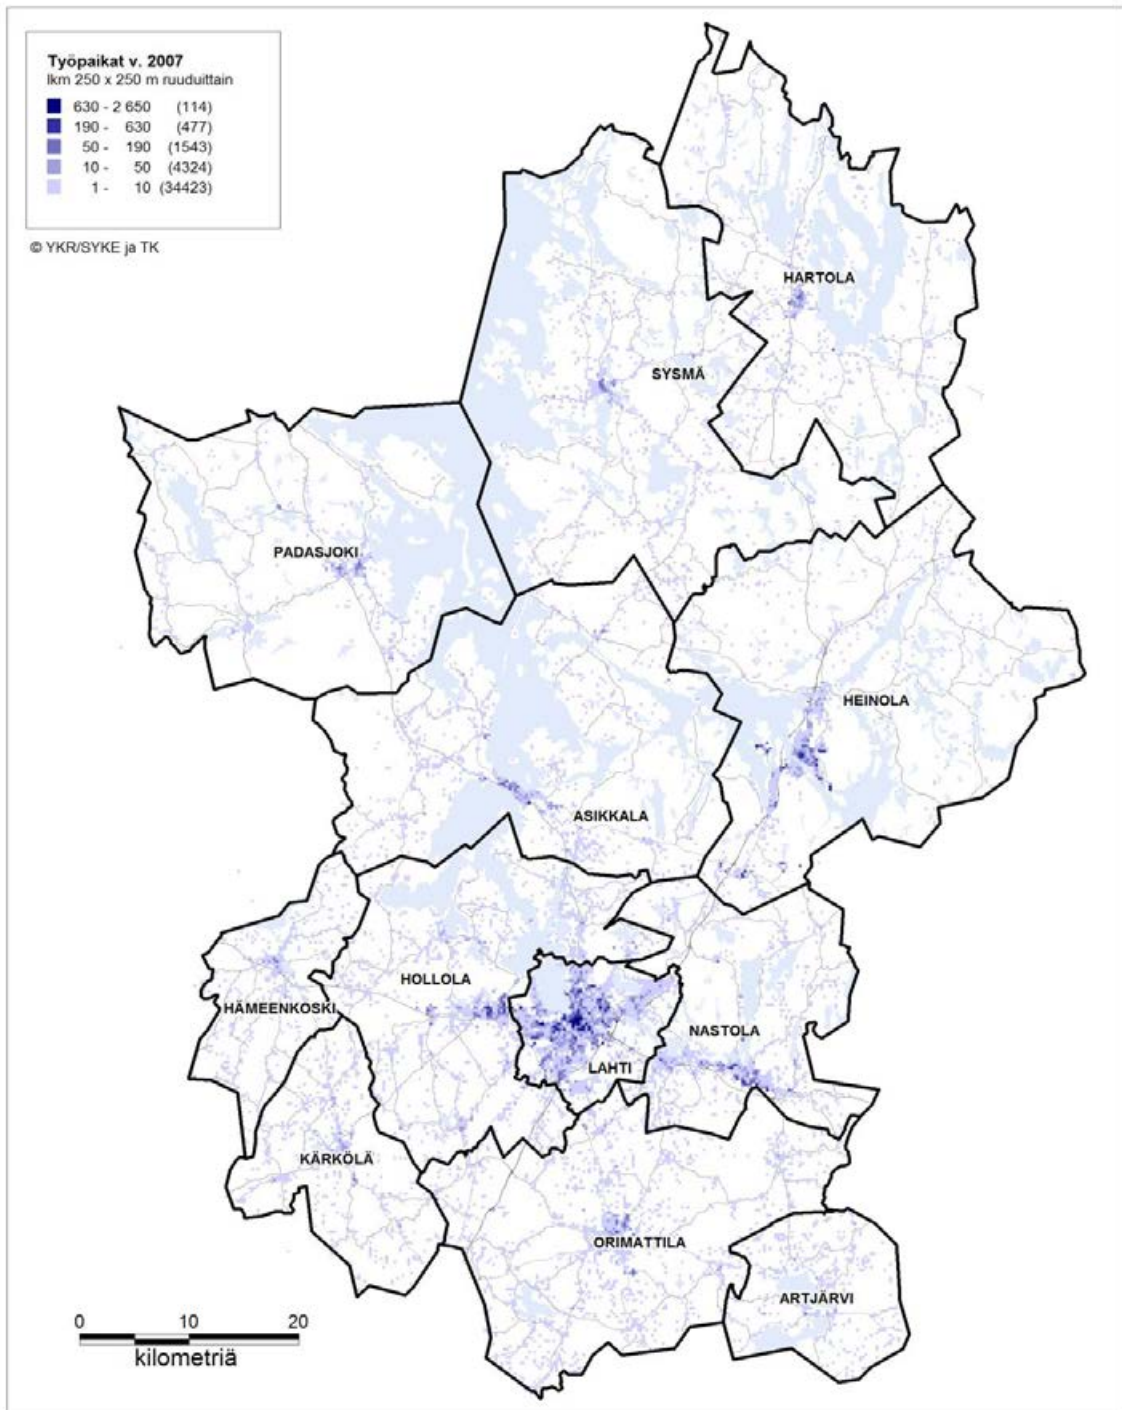 Työpaikat v. 2007
lkm 250 x 250 m ruuduittain
630 - 2 650 (114)
190 - 630 (477)
50 - 190 (1543)
10 - 50 (4324)
1 - 10 (34423)
© YKR/SYKE ja TK
HARTOLA
SYSMÄ
PADASJOKI
HEINOLA
ASIKKALA
HOLLOLA
HÄMEENKOSKI
NASTOLA
LAHTI
KÄRKÖLÄ
ORIMATTILA
ARTJÄRVI
0 10 20
kilometriä